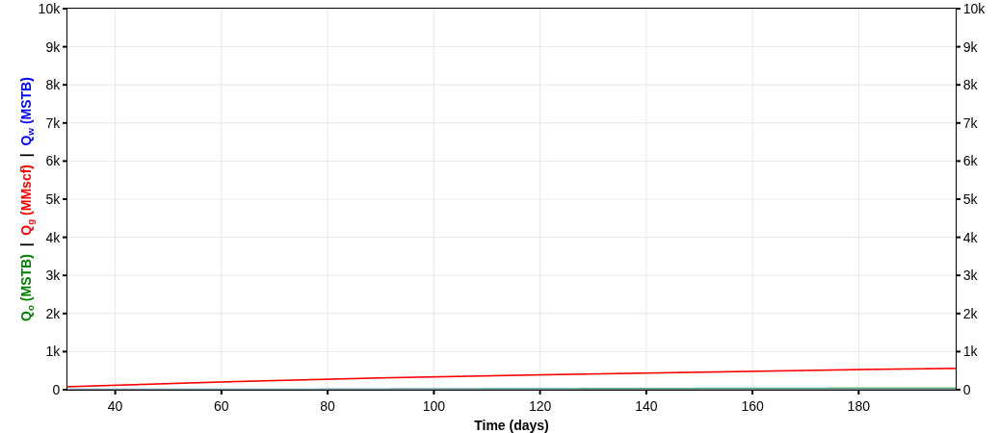 10k
9k
8k
7k
6k
5k
4k
3k
2k
1k
0
Qo (MSTB) | Qg (MMscf) | Qw (MSTB)
10k
9k
8k
7k
6k
5k
4k
3k
2k
1k
0
40 60 80 100 120 140 160 180
Time (days)